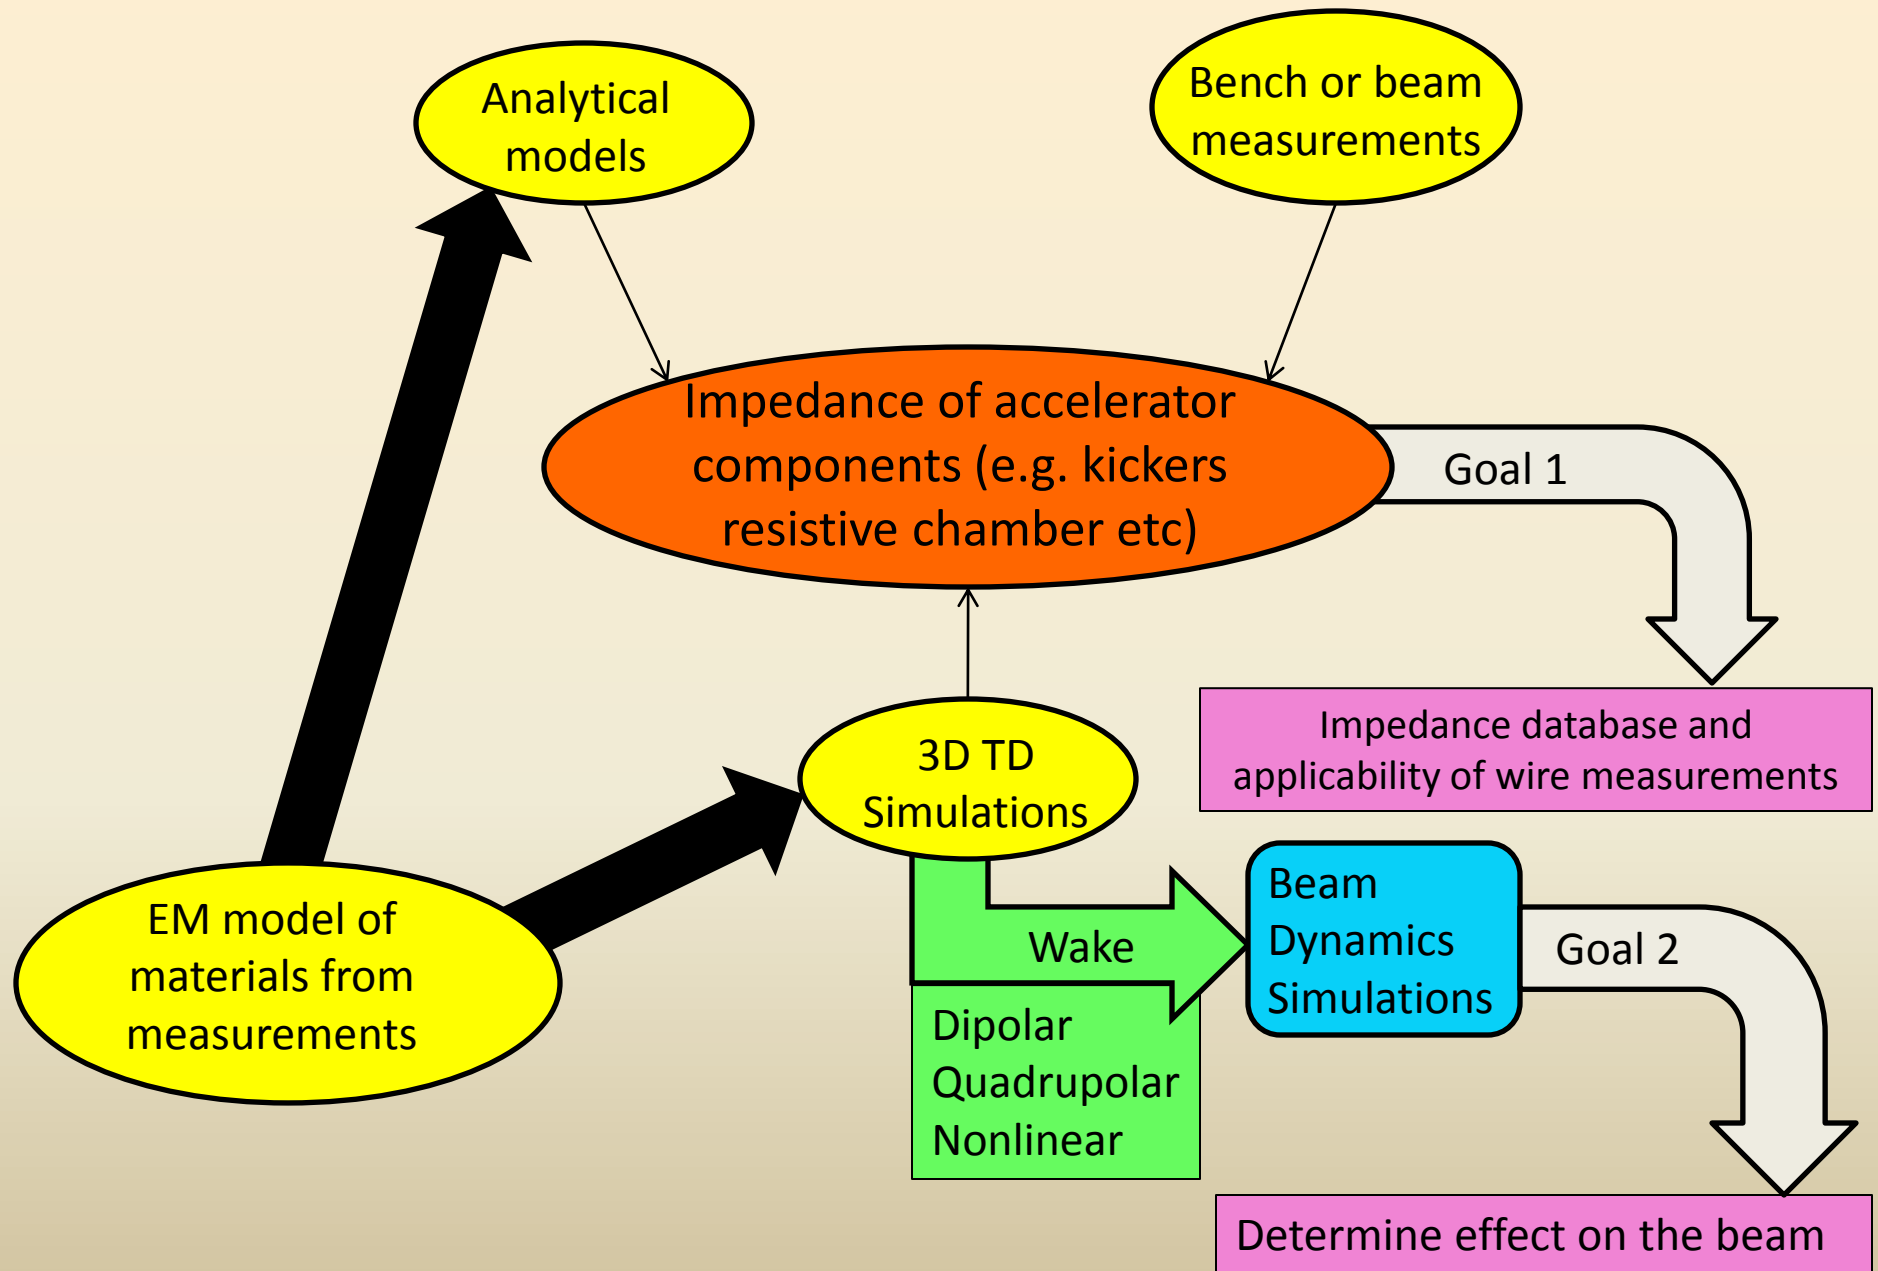 Analytical
models
Bench or beam
measurements
Impedance of accelerator
components (e.g. kickers
resistive chamber etc)
Goal 1
Impedance database and
applicability of wire measurements
3D TD
Simulations
EM model of
materials from
measurements
Wake
Dipolar
Quadrupolar
Nonlinear
Beam
Dynamics
Simulations
Goal 2
Determine effect on the beam